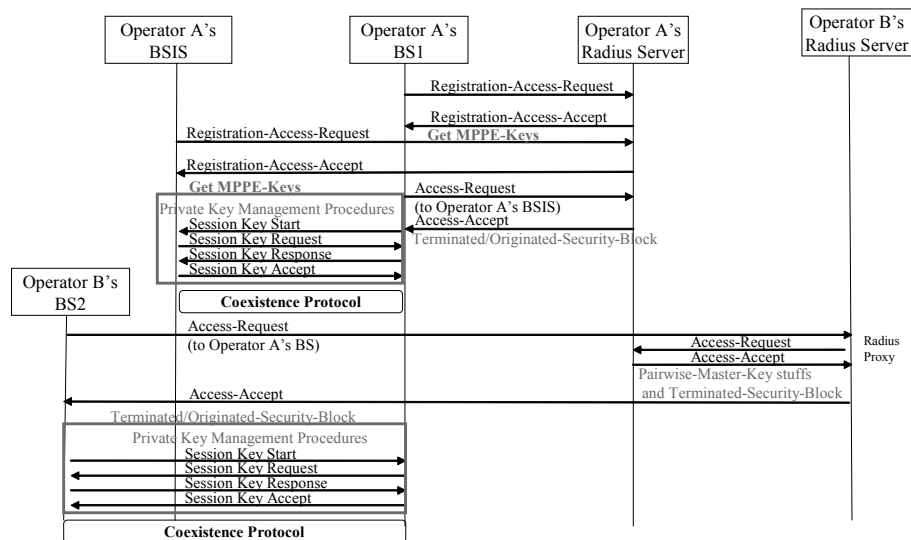 Operator A's
BSIS
Operator A's
BS1
Operator A's
Radius Server
Operator B's
Radius Server
Registration-Access-Request
Registration-Access-Accept
Registration-Access-Request
Get MPPE-Keys
Registration-Access-Accept
Get MPPE-Keys
Access-Request
(to Operator A's BSIS)
Private Key Management Procedures
Session Key Start
Access-Accept
Terminated/Originated-Security-Block
Session Key Request
Session Key Response
Session Key Accept
Operator B's
BS2
Coexistence Protocol
Access-Request
(to Operator A's BS)
Access-Request
Radius
Proxy
Access-Accept
Pairwise-Master-Key stuffs
and Terminated-Security-Block
Access-Accept
Terminated/Originated-Security-Block
Private Key Management Procedures
Session Key Start
Session Key Request
Session Key Response
Session Key Accept
Coexistence Protocol